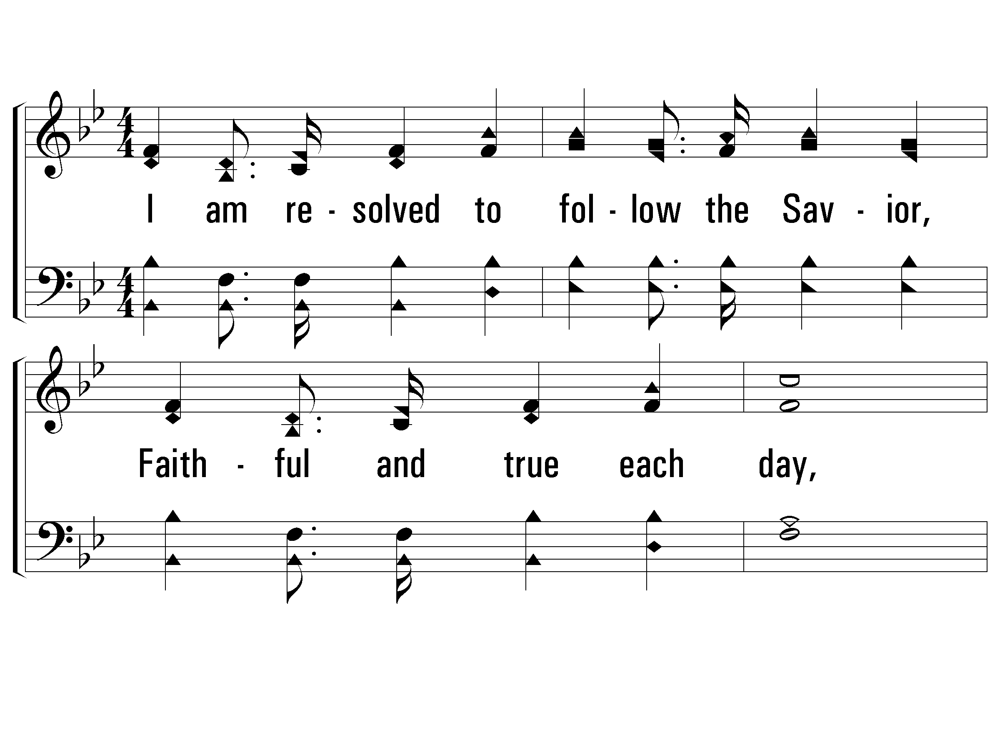 I am re - solved to fol - low the Sav - ior,
Faith - ful and true each day,